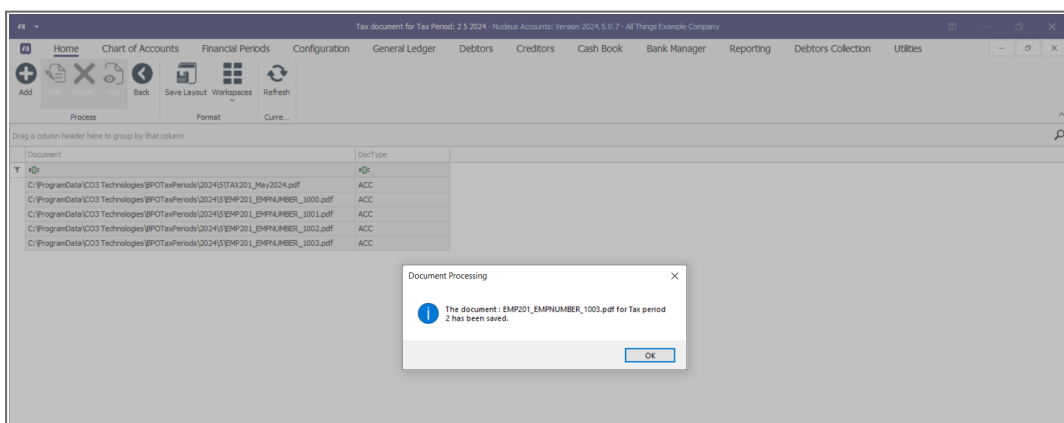 Tax document for Tax Period: 2 5 2024 - Nucleus Accounts: Version 2024.5.0.7 - All Things Example Company
Home Chart of Accounts Financial Periods Configuration General Ledger Debtors Creditors Cash Book Bank Manager Reporting Debtors Collection Utilities
Add Edit Delete Save Back Save Layout Workspaces Refresh
Process Format Curre...
Drag a column header here to group by that column
Document DocType
C:\ProgramData\CO3 Technologies\BPOTaxPeriods\2024\5\TAX201_May2024.pdf ACC
C:\ProgramData\CO3 Technologies\BPOTaxPeriods\2024\5\EMP201_EMPNUMBER_1000.pdf ACC
C:\ProgramData\CO3 Technologies\BPOTaxPeriods\2024\5\EMP201_EMPNUMBER_1001.pdf ACC
C:\ProgramData\CO3 Technologies\BPOTaxPeriods\2024\5\EMP201_EMPNUMBER_1002.pdf ACC
C:\ProgramData\CO3 Technologies\BPOTaxPeriods\2024\5\EMP201_EMPNUMBER_1003.pdf ACC
Document Processing
The document : EMP201_EMPNUMBER_1003.pdf for Tax period
2 has been saved.
OK